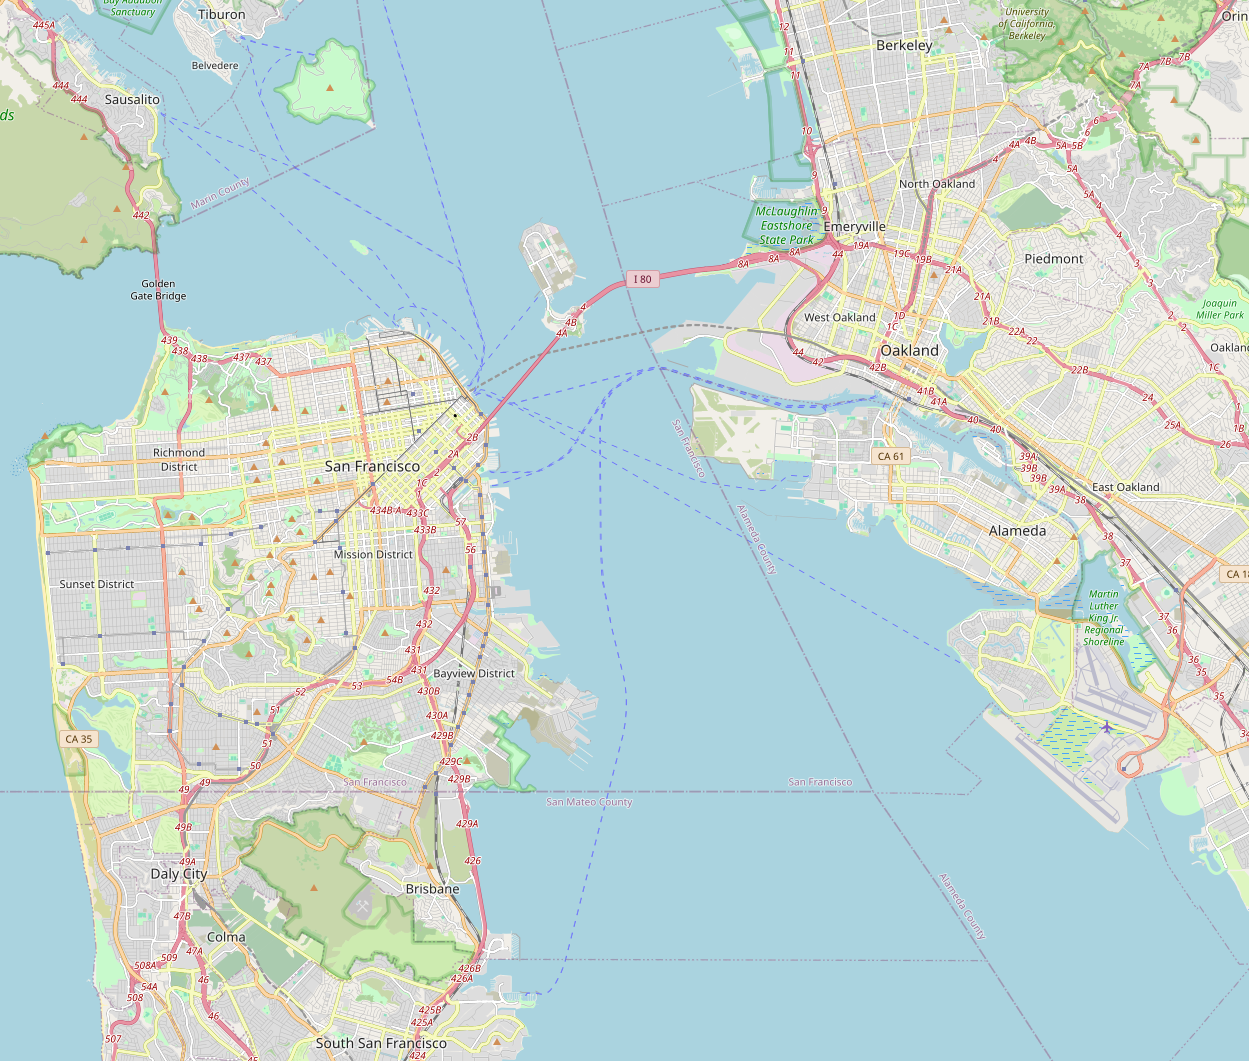 Bay Audubon
Sanctuary
Tiburon
Belvedere
445A
444
444
Sausalito
ds
442
Marin County
Golden
Gate Bridge
439
438
438
437
437
12
11
11
10
9
9
Berkeley
University
of California,
Berkeley
Orin
7A
7B
7B
7A
6
6
5A
5B
4A
4B
4
5A
5A
4
4
3
2
2
1C
1
1B
North Oakland
McLaughlin
Eastshore
State Park
Emeryville
44
19A
19C
19B
21A
21A
21B
22A
22
22B
24
25A
26
Piedmont
Joaquin
Miller Park
Oakland
8A
8A
8A
I 80
4
4B
4A
West Oakland
1D
1C
Oakland
44
42
42B
41B
41A
40
40
39A
39B
39B
39A
38
38
37
37
36
36
35
35
34
CA 61
East Oakland
Alameda
CA 18
Martin
Luther
King Jr.
Regional
Shoreline
San Francisco
Alameda County
Richmond
District
San Francisco
2B
2A
2
1C
434B-A
433C
433B
57
56
Mission District
Sunset District
432
432
431
431
54B
53
52
51
51
50
49
49
49B
49A
Bayview District
430B
430A
429B
429C
429B
429A
426
CA 35
San Francisco
San Mateo County
San Francisco
Alameda County
Daly City
Brisbane
47B
Colma
47A
509
508A
54A
508
46
46
507
426B
426A
425B
425A
424
South San Francisco